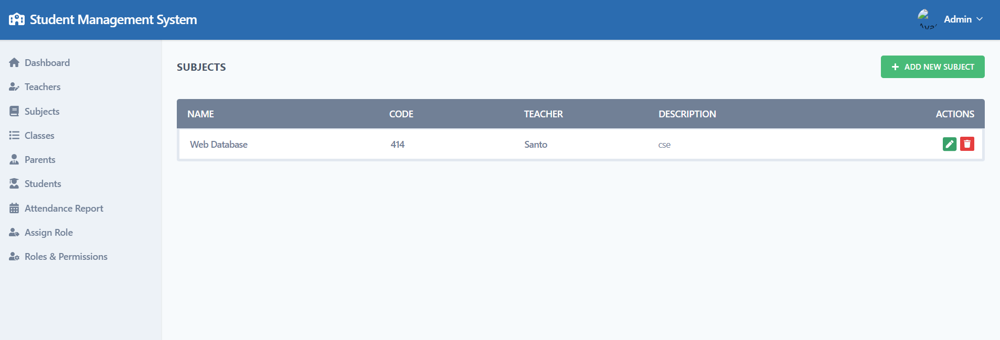 Student Management System
Admin
Dashboard
Teachers
Subjects
Classes
Parents
Students
Attendance Report
Assign Role
Roles & Permissions
SUBJECTS
ADD NEW SUBJECT
NAME CODE TEACHER DESCRIPTION ACTIONS
Web Database 414 Santo cse